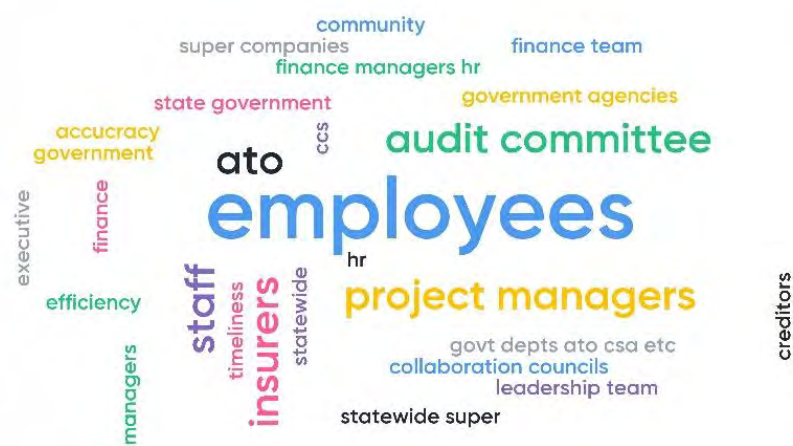 community
super companies
finance team
finance managers hr
state government
government agencies
accucracy
government
ccs
audit committee
ato
employees
executive
finance
hr
staff
timeliness
insurers
statewide
efficiency
project managers
creditors
managers
govt depts ato csa etc
collaboration councils
leadership team
statewide super